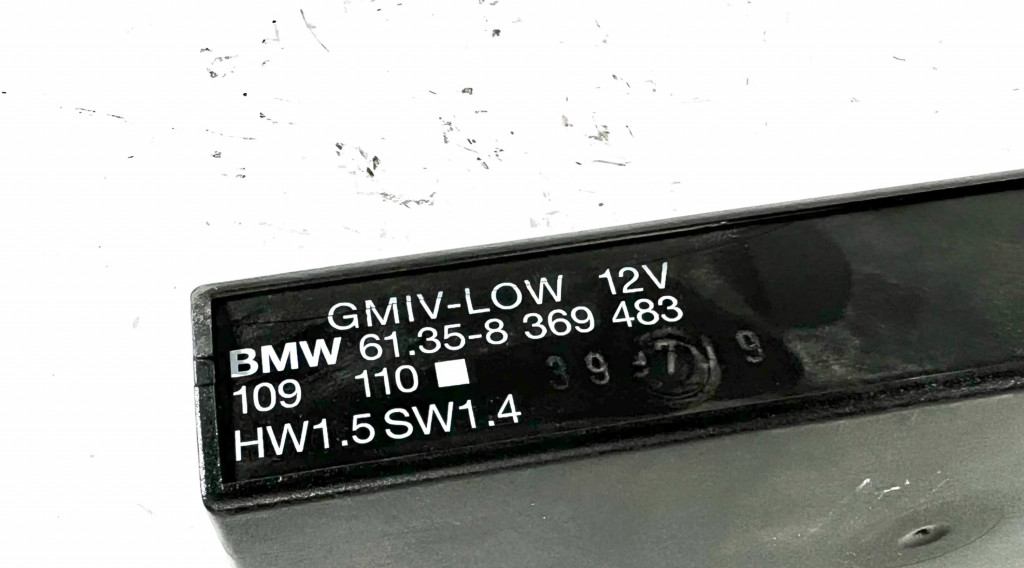 GMIV-LOW 12V
BMW 61.35-8 369 483
109 110
HW1.5 SW1.4